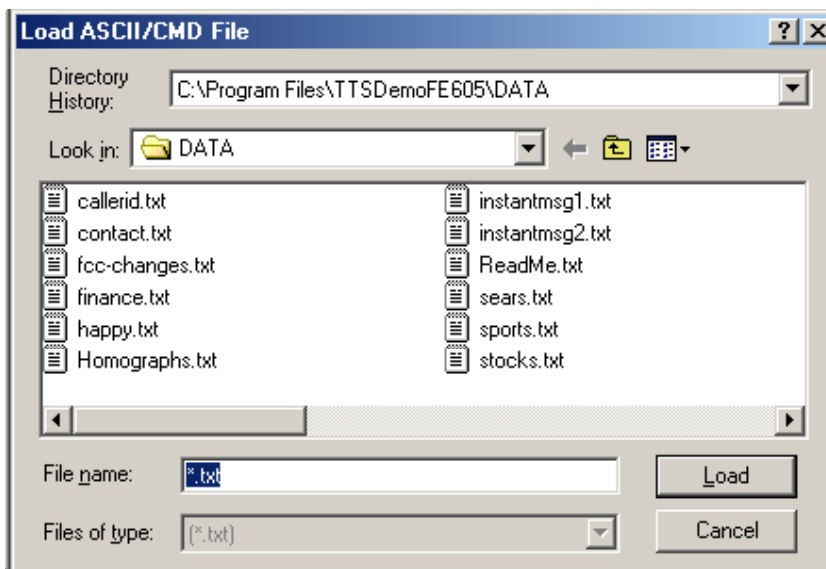 Load ASCII/CMD File
Directory History:
C:\Program Files\TTSDemoFE605\DATA
Look in: DATA
callerid.txt
contact.txt
fcc-changes.txt
finance.txt
happy.txt
Homographs.txt
instantmsg1.txt
instantmsg2.txt
ReadMe.txt
sears.txt
sports.txt
stocks.txt
File name: *.txt
Load
Files of type: (*.txt)
Cancel